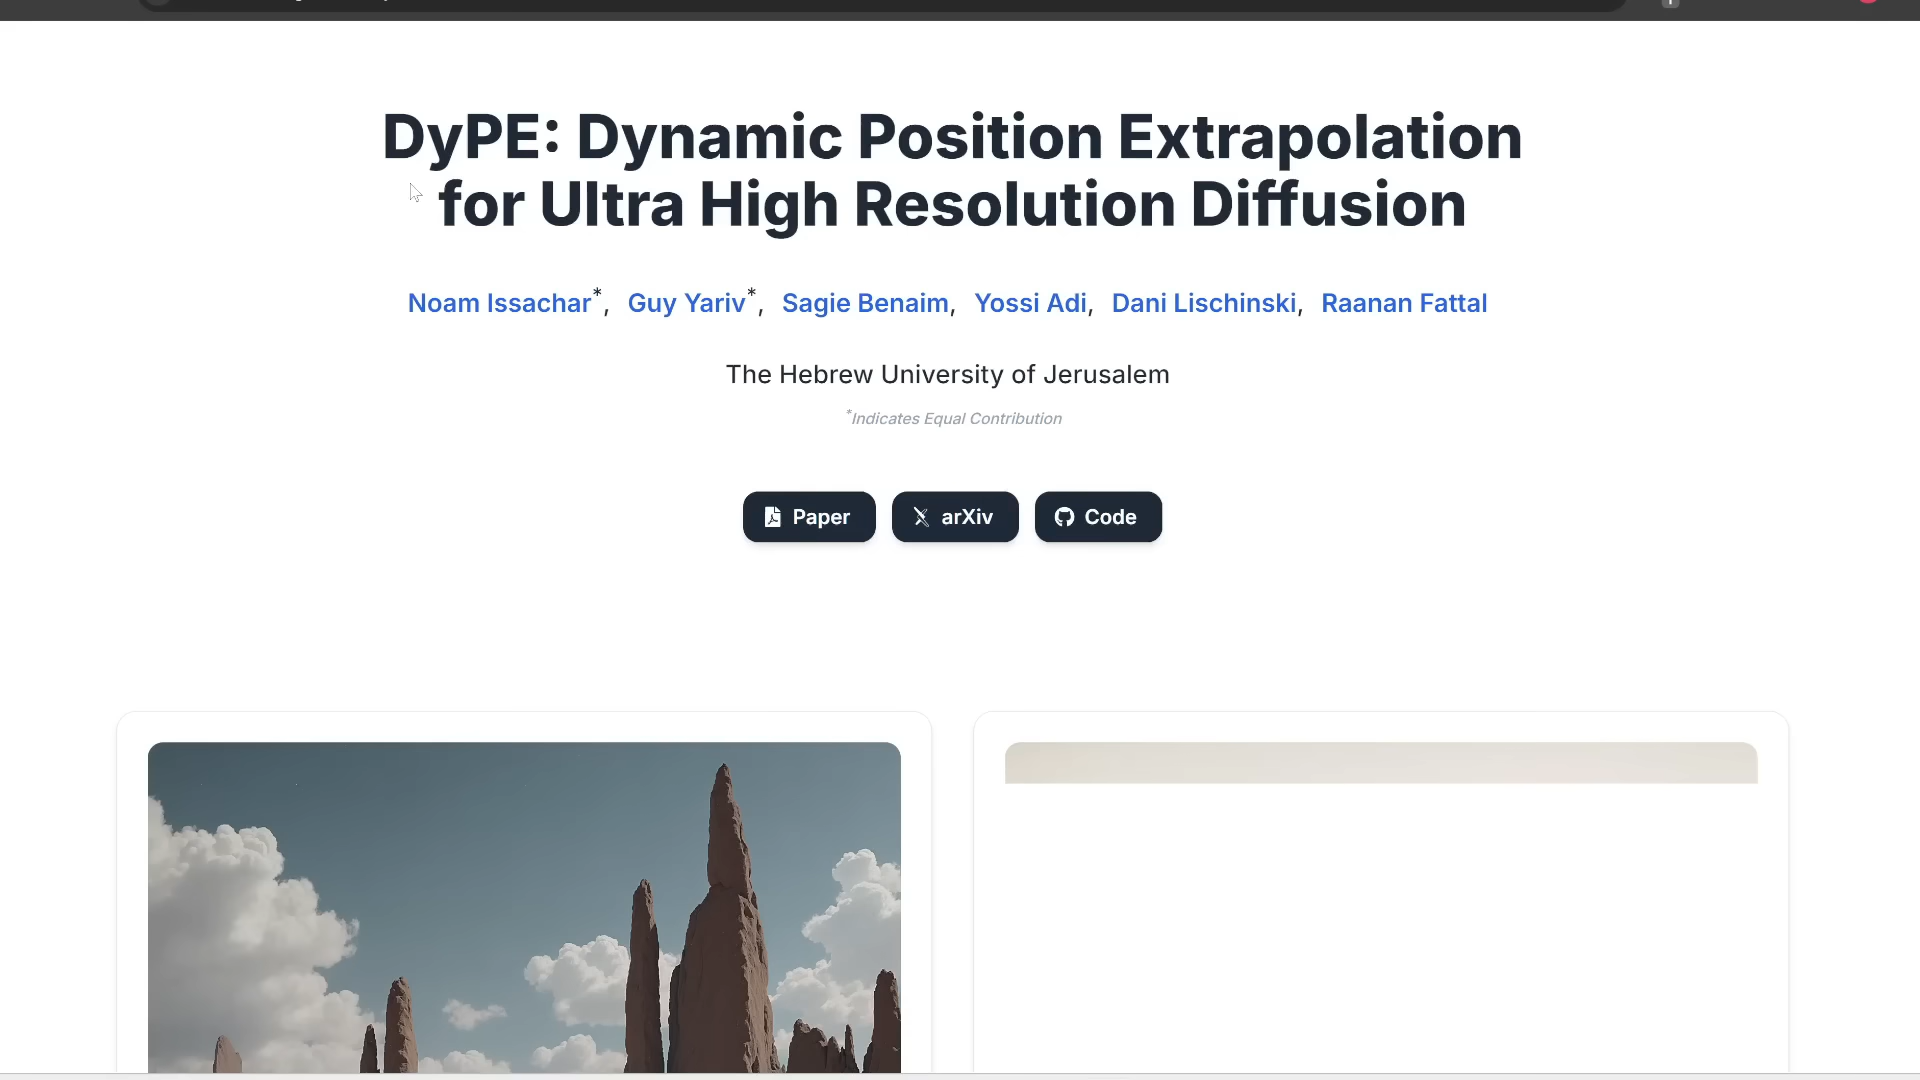 DyPE: Dynamic Position Extrapolation
for Ultra High Resolution Diffusion
Noam Issachar*, Guy Yariv*, Sagie Benaim, Yossi Adi, Dani Lischinski, Raanan Fattal
The Hebrew University of Jerusalem
*Indicates Equal Contribution
Paper arXiv Code